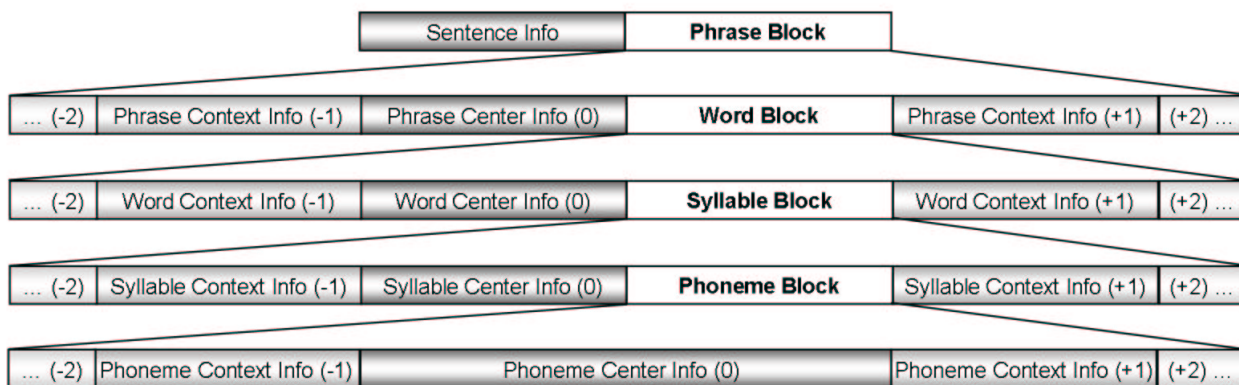 Sentence Info Phrase Block
... (-2) Phrase Context Info (-1) Phrase Center Info (0) Word Block Phrase Context Info (+1) (+2) ...
... (-2) Word Context Info (-1) Word Center Info (0) Syllable Block Word Context Info (+1) (+2) ...
... (-2) Syllable Context Info (-1) Syllable Center Info (0) Phoneme Block Syllable Context Info (+1) (+2) ...
... (-2) Phoneme Context Info (-1) Phoneme Center Info (0) Phoneme Context Info (+1) (+2) ...